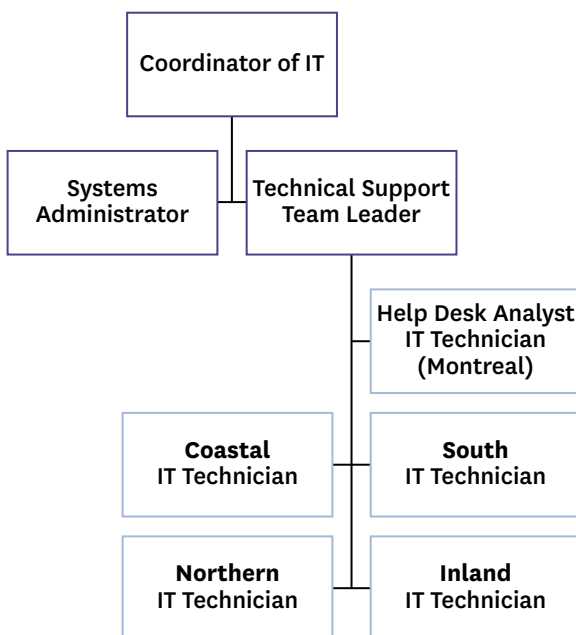 Coordinator of IT
Systems
Administrator
Technical Support
Team Leader
Help Desk Analyst
IT Technician
(Montreal)
Coastal
IT Technician
South
IT Technician
Northern
IT Technician
Inland
IT Technician